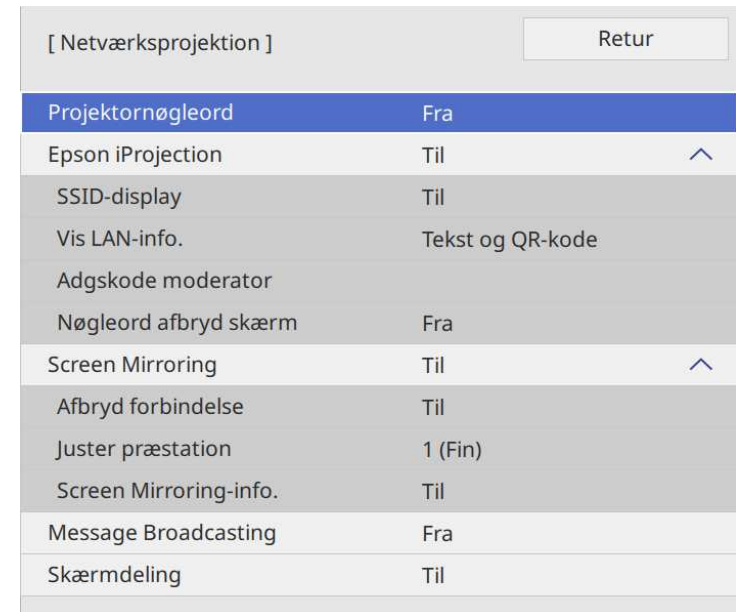 [ Netværksprojektion ] Retur
Projektornøgleord Fra
Epson iProjection Til
SSID-display Til
Vis LAN-info. Tekst og QR-kode
Adgskode moderator
Nøgleord afbryd skærm Fra
Screen Mirroring Til
Afbryd forbindelse Til
Juster præstation 1 (Fin)
Screen Mirroring-info. Til
Message Broadcasting Fra
Skærmdeling Til